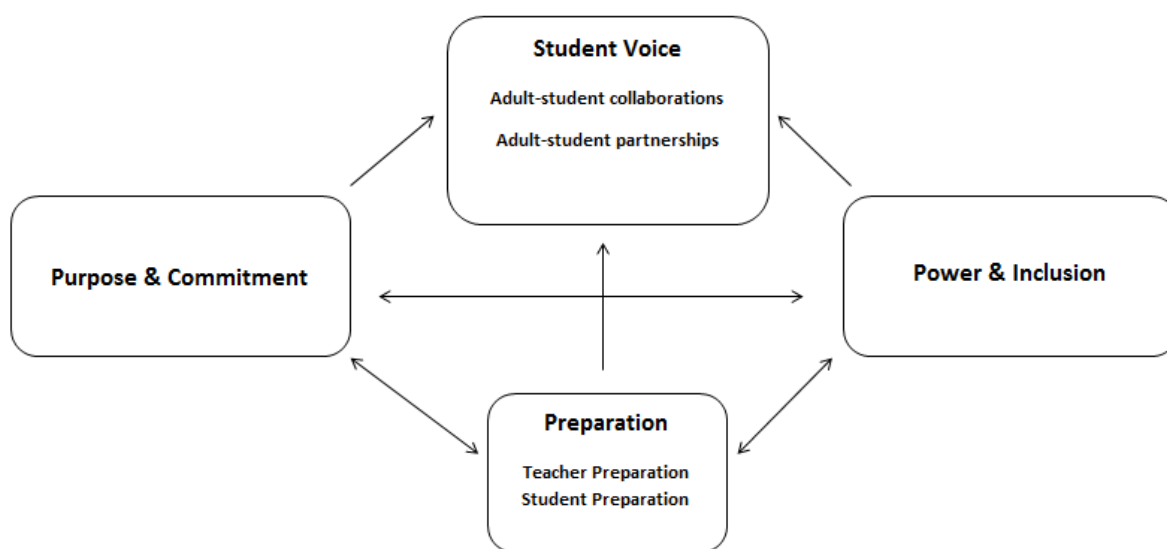 Student Voice
Adult-student collaborations
Adult-student partnerships
Purpose & Commitment
Power & Inclusion
Preparation
Teacher Preparation
Student Preparation